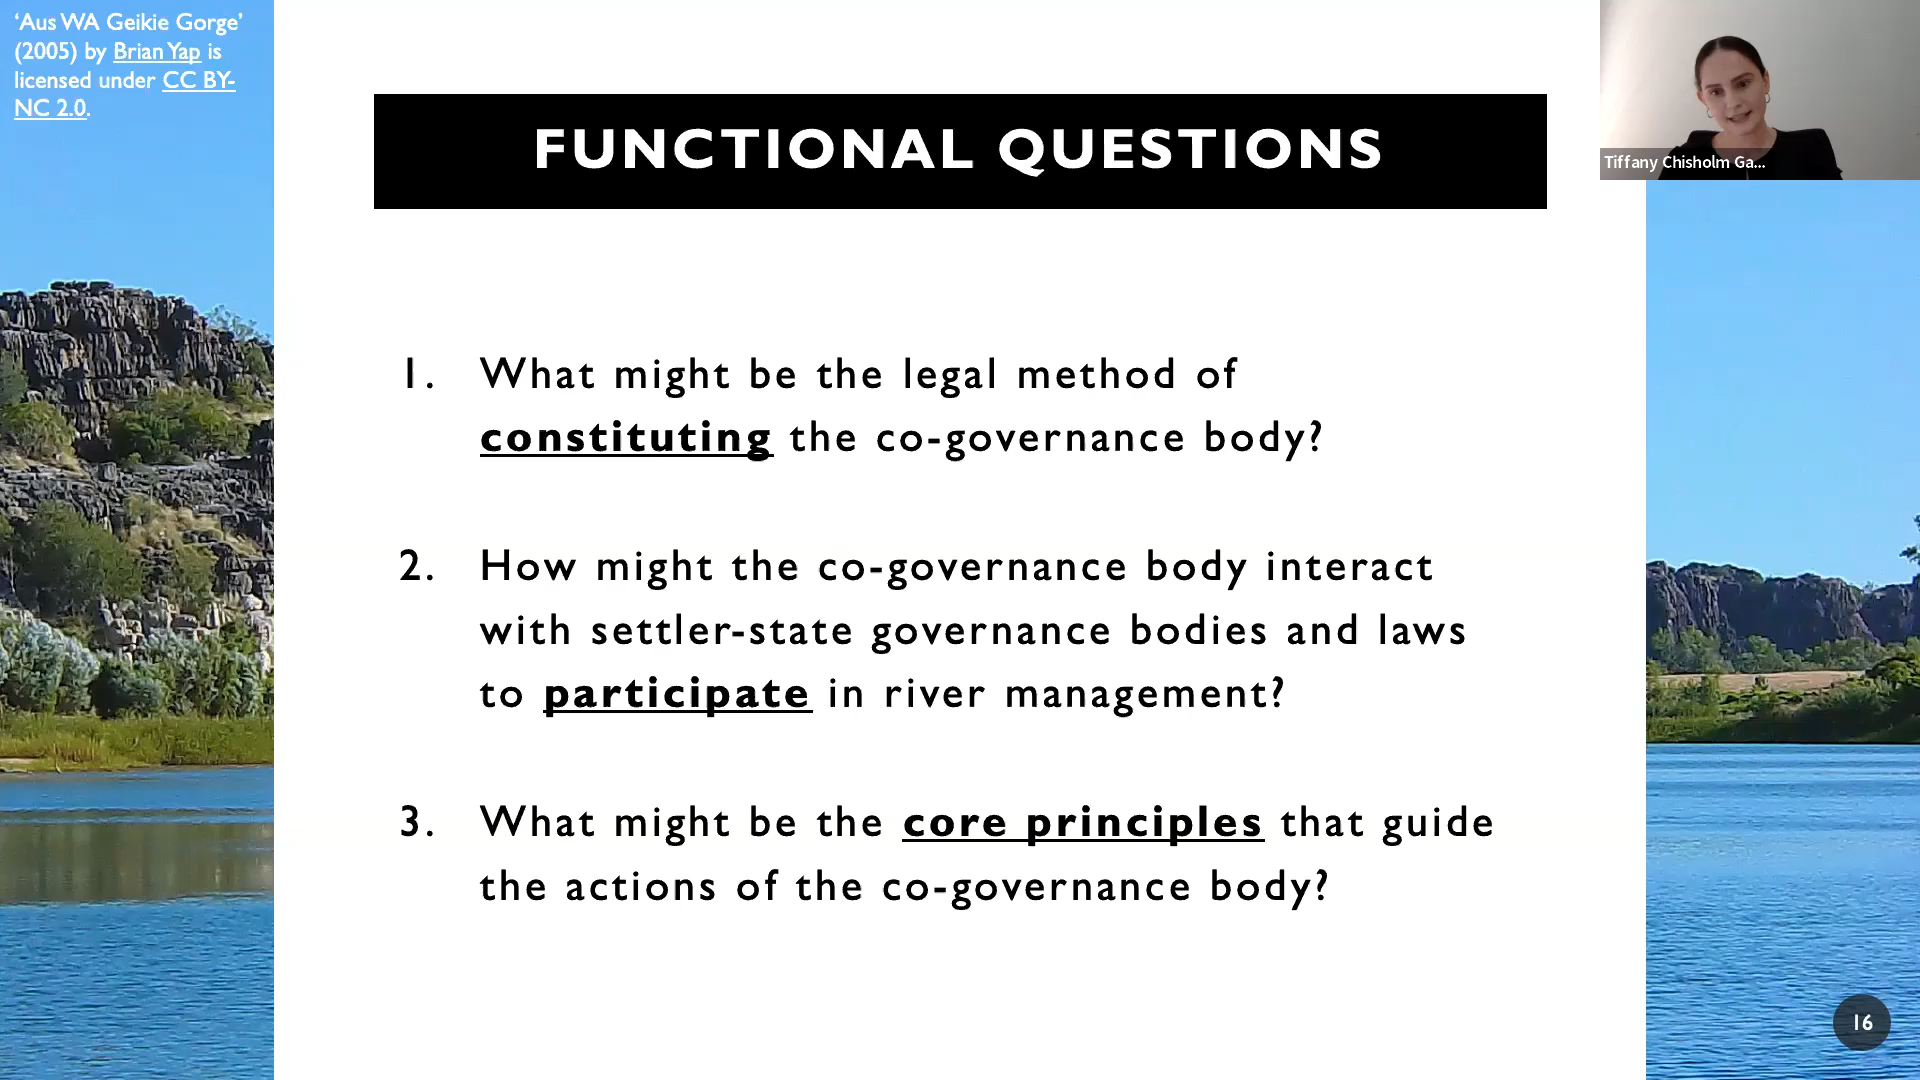 ‘Aus WA Geikie Gorge’
(2005) by Brian Yap is
licensed under CC BY-
NC 2.0.
FUNCTIONAL QUESTIONS
Tiffany Chisholm Ga...
1. What might be the legal method of
constituting the co-governance body?
2. How might the co-governance body interact
with settler-state governance bodies and laws
to participate in river management?
3. What might be the core principles that guide
the actions of the co-governance body?
16